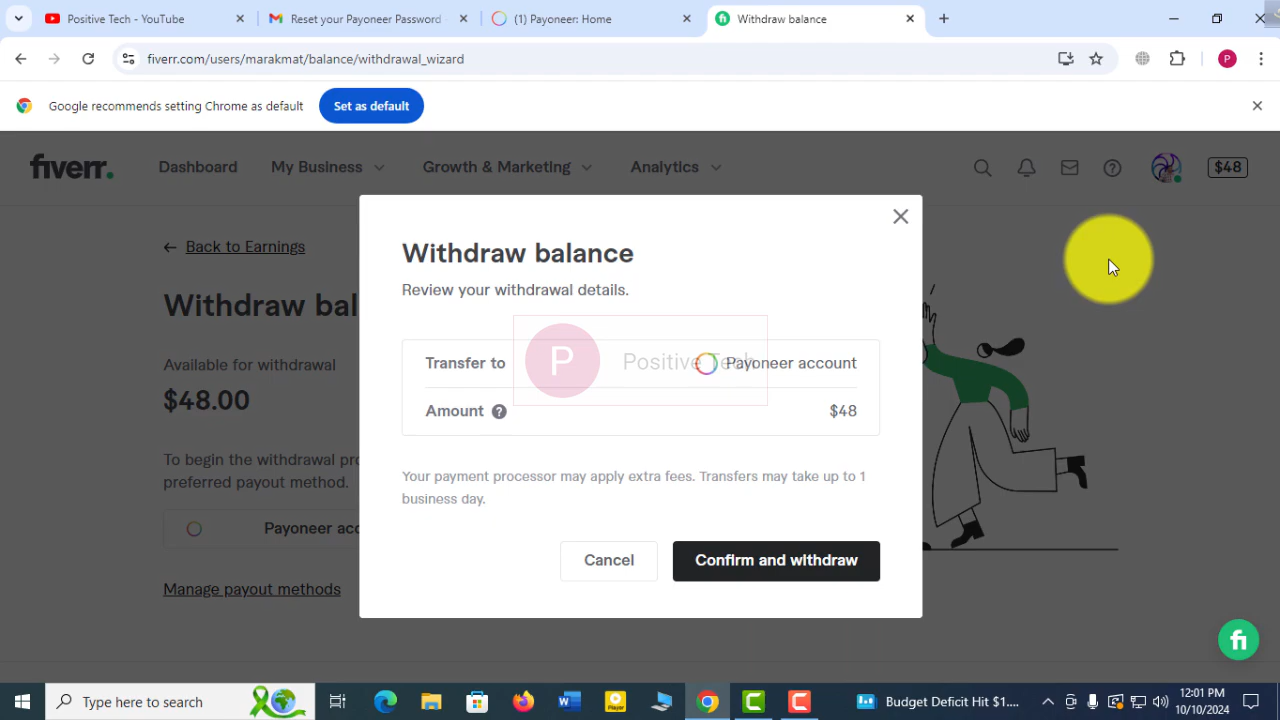 Positive Tech - YouTube
Reset your Payoneer Password
(1) Payoneer: Home
Withdraw balance
fiverr.com/users/marakmat/balance/withdrawal_wizard
P
Google recommends setting Chrome as default
Set as default
fiverr.
Dashboard
My Business
Growth & Marketing
Analytics
$48
Back to Earnings
Withdraw bal
Available for withdrawal
$48.00
To begin the withdrawal pro
preferred payout method.
Payoneer acc
Manage payout methods
Withdraw balance
Review your withdrawal details.
Transfer to
Payoneer account
P
Positive Tech
Amount ?
$48
Your payment processor may apply extra fees. Transfers may take up to 1
business day.
Cancel
Confirm and withdraw
fi
Type here to search
Player
Budget Deficit Hit $1....
12:01 PM
10/10/2024